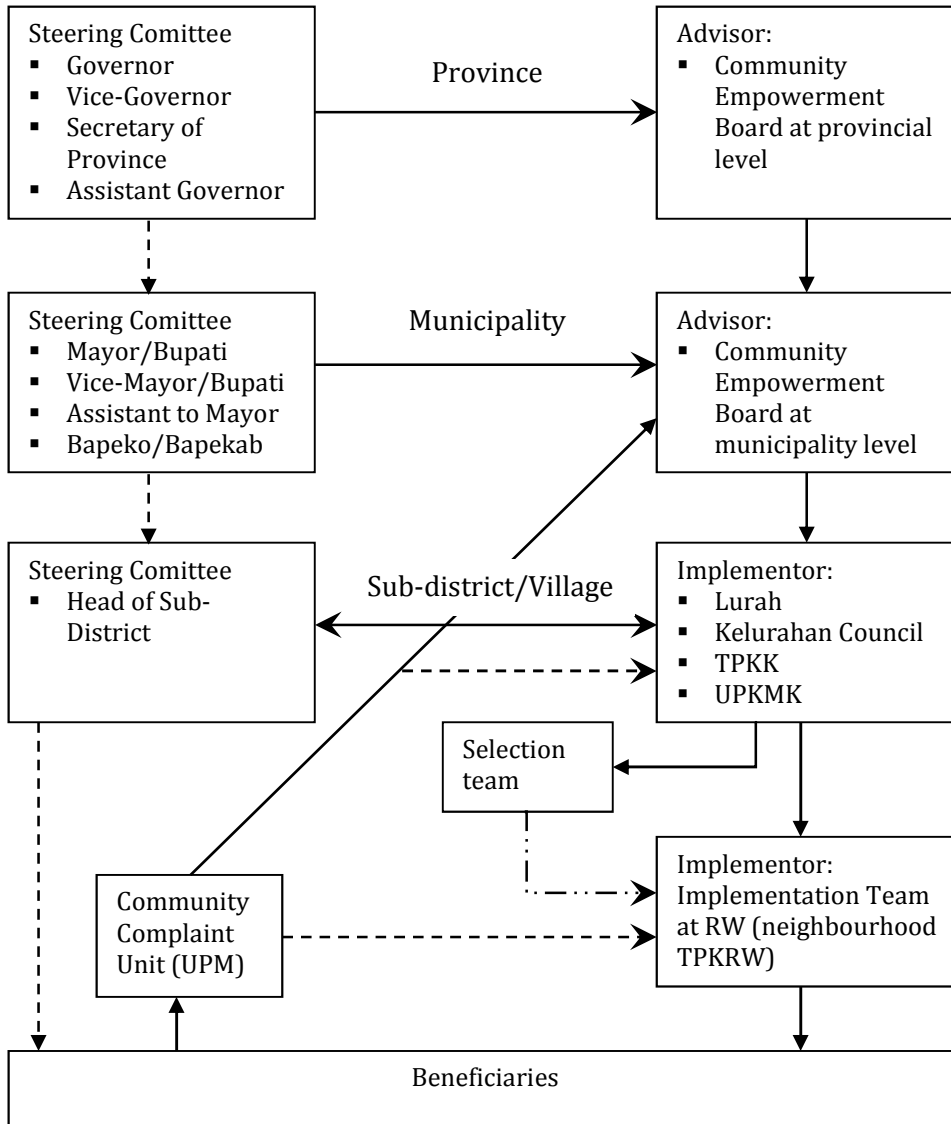 Steering Comittee
▪ Governor
▪ Vice-Governor
▪ Secretary of
Province
▪ Assistant Governor
Province
Advisor:
▪ Community
Empowerment
Board at provincial
level
Steering Comittee
▪ Mayor/Bupati
▪ Vice-Mayor/Bupati
▪ Assistant to Mayor
▪ Bapeko/Bapekab
Municipality
Advisor:
▪ Community
Empowerment
Board at
municipality level
Steering Comittee
▪ Head of Sub-
District
Sub-district/Village
Implementor:
▪ Lurah
▪ Kelurahan Council
▪ TPKK
▪ UPKMK
Selection
team
Community
Complaint
Unit (UPM)
Implementor:
Implementation Team
at RW (neighbourhood
TPKRW)
Beneficiaries